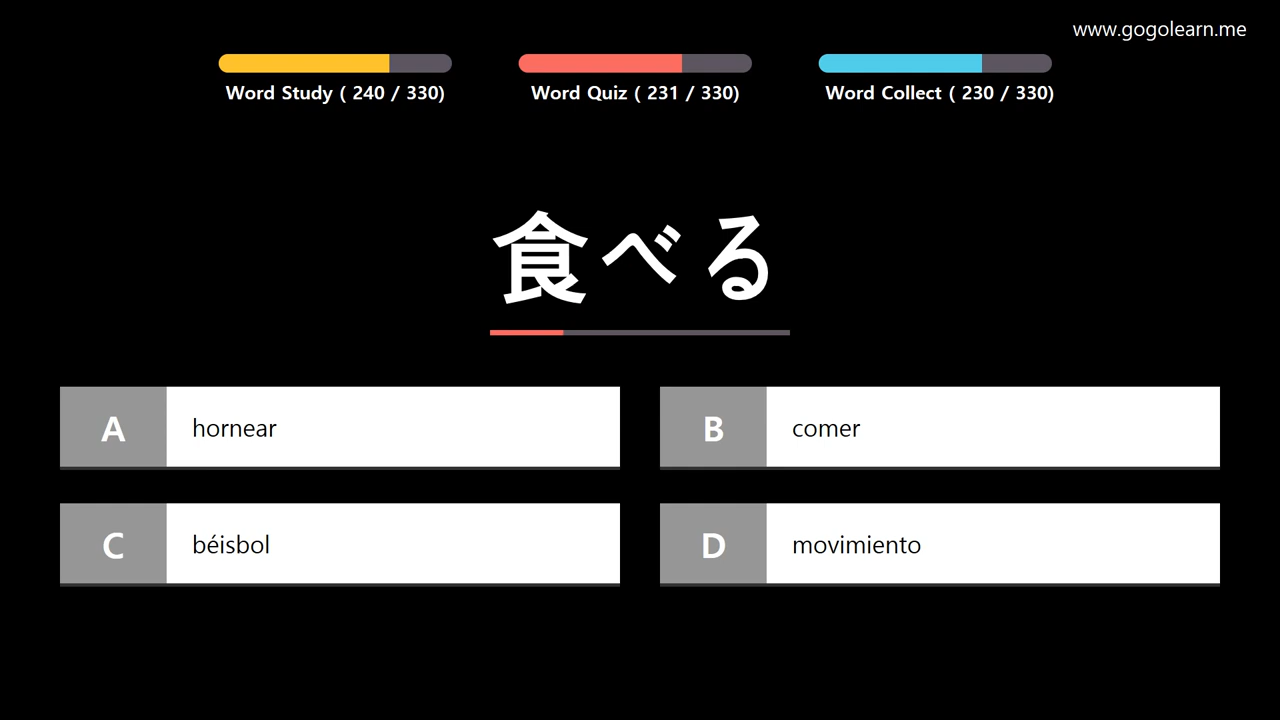 www.gogolearn.me
Word Study ( 240 / 330)
Word Quiz ( 231 / 330)
Word Collect ( 230 / 330)
食べる
A hornear
B comer
C béisbol
D movimiento